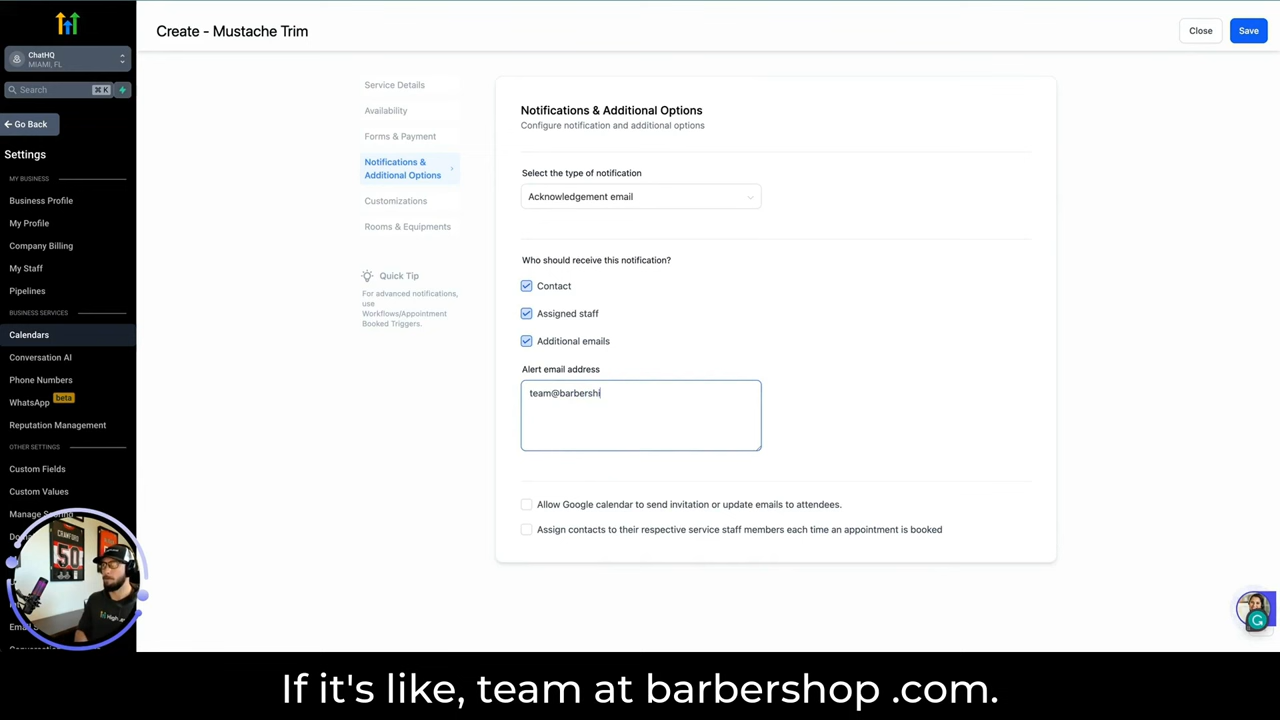 Create - Mustache Trim
Close
Save
ChatHQ
MIAMI, FL
Search
⌘ K
Go Back
Settings
MY BUSINESS
Business Profile
My Profile
Company Billing
My Staff
Pipelines
BUSINESS SERVICES
Calendars
Conversation AI
Phone Numbers
WhatsApp beta
Reputation Management
OTHER SETTINGS
Custom Fields
Custom Values
Service Details
Availability
Forms & Payment
Notifications &
Additional Options
Customizations
Rooms & Equipments
Quick Tip
For advanced notifications,
use
Workflows/Appointment
Booked Triggers.
Notifications & Additional Options
Configure notification and additional options
Select the type of notification
Acknowledgement email
Who should receive this notification?
Contact
Assigned staff
Additional emails
Alert email address
team@barbershi
Allow Google calendar to send invitation or update emails to attendees.
Assign contacts to their respective service staff members each time an appointment is booked
CRAWFORD
50
If it's like, team at barbershop .com.